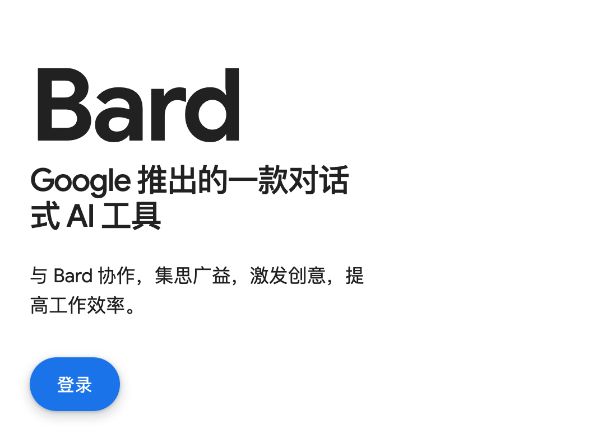 Bard
Google 推出的一款对话
式 AI 工具
与 Bard 协作，集思广益，激发创意，提
高工作效率。
登录